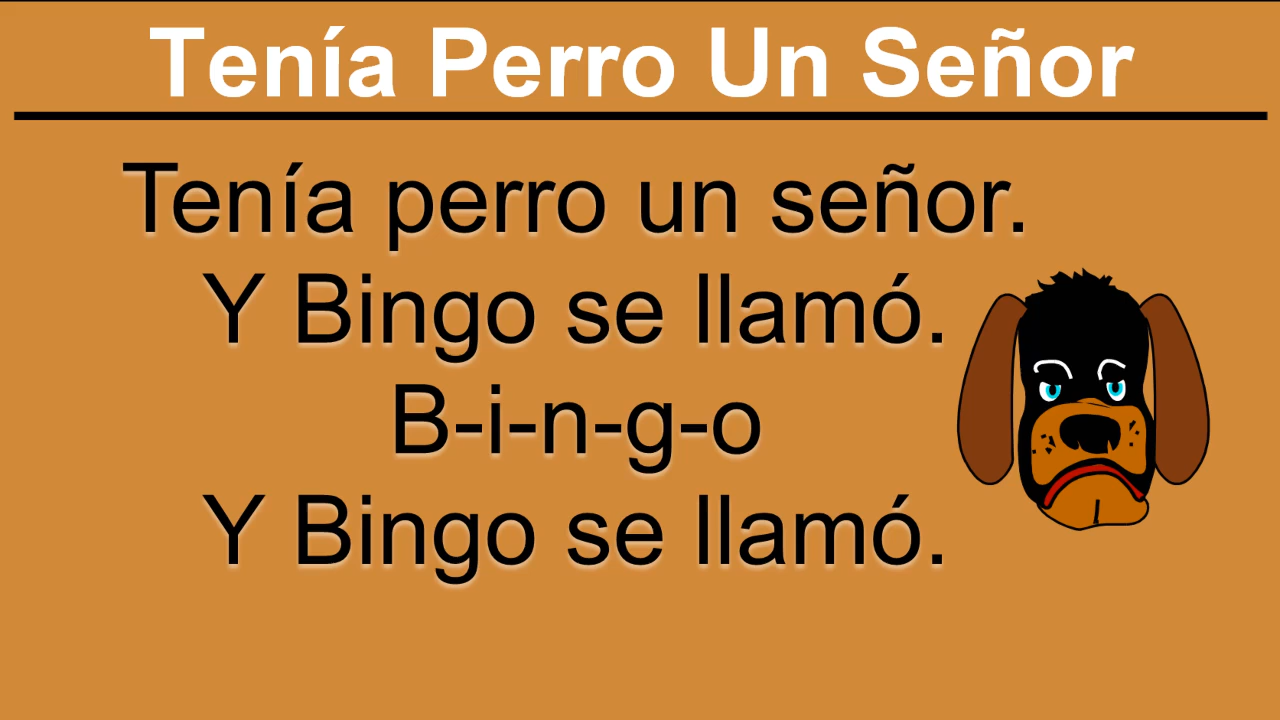 Tenía Perro Un Señor
Tenía perro un señor.
Y Bingo se llamó.
B-i-n-g-o
Y Bingo se llamó.